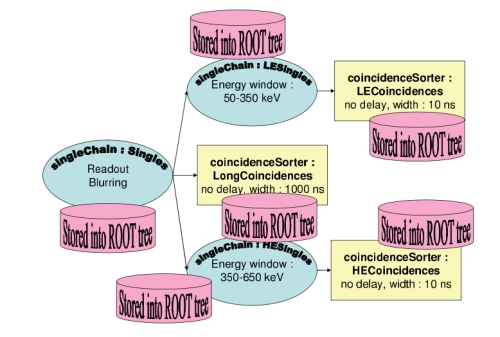 Stored into ROOT tree
singleChain : LESingles
Energy window :
50-350 keV
coincidenceSorter :
LECoincidences
no delay, width : 10 ns
Stored into ROOT tree
singleChain : Singles
Readout
Blurring
Stored into ROOT tree
coincidenceSorter :
LongCoincidences
no delay, width : 1000 ns
Stored into ROOT tree
singleChain : HESingles
Energy window :
350-650 keV
Stored into ROOT tree
Stored into ROOT tree
coincidenceSorter :
HECoincidences
no delay, width : 10 ns